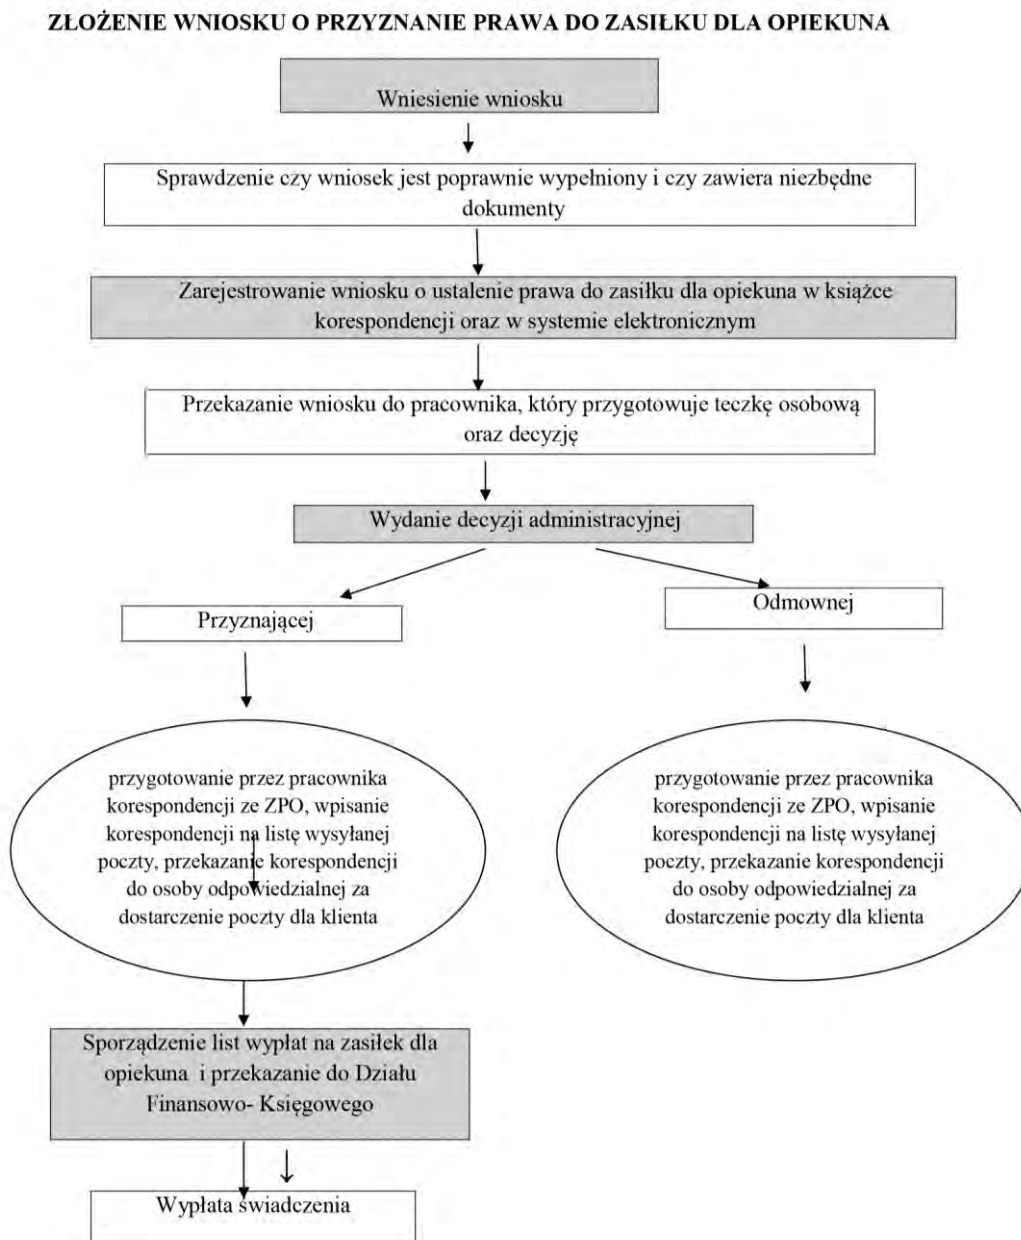 ZŁOŻENIE WNIOSKU O PRZYZNANIE PRAWA DO ZASIŁKU DLA OPIEKUNA
Wniesienie wniosku
Sprawdzenie czy wniosek jest poprawnie wypełniony i czy zawiera niezbędne
dokumenty
Zarejestrowanie wniosku o ustalenie prawa do zasiłku dla opiekuna w książce
korespondencji oraz w systemie elektronicznym
Przekazanie wniosku do pracownika, który przygotowuje teczkę osobową
oraz decyzję
Wydanie decyzji administracyjnej
Przyznającej
Odmownej
przygotowanie przez pracownika
korespondencji ze ZPO, wpisanie
korespondencji na listę wysyłanej
poczty, przekazanie korespondencji
do osoby odpowiedzialnej za
dostarczenie poczty dla klienta
przygotowanie przez pracownika
korespondencji ze ZPO, wpisanie
korespondencji na listę wysyłanej
poczty, przekazanie korespondencji
do osoby odpowiedzialnej za
dostarczenie poczty dla klienta
Sporządzenie list wypłat na zasiłek dla
opiekuna i przekazanie do Działu
Finansowo- Księgowego
Wypłata świadczenia